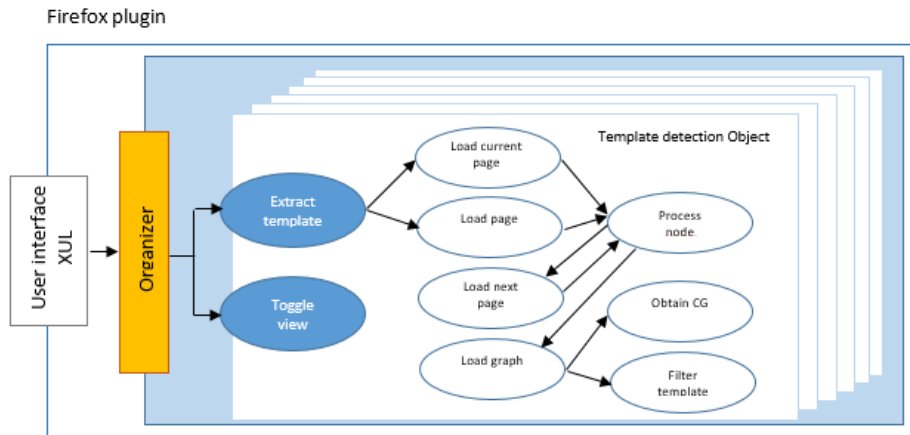 Firefox plugin
Template detection Object
User interface
XUL
Organizer
Extract
template
Toggle
view
Load current
page
Load page
Load next
page
Load graph
Process
node
Obtain CG
Filter
template